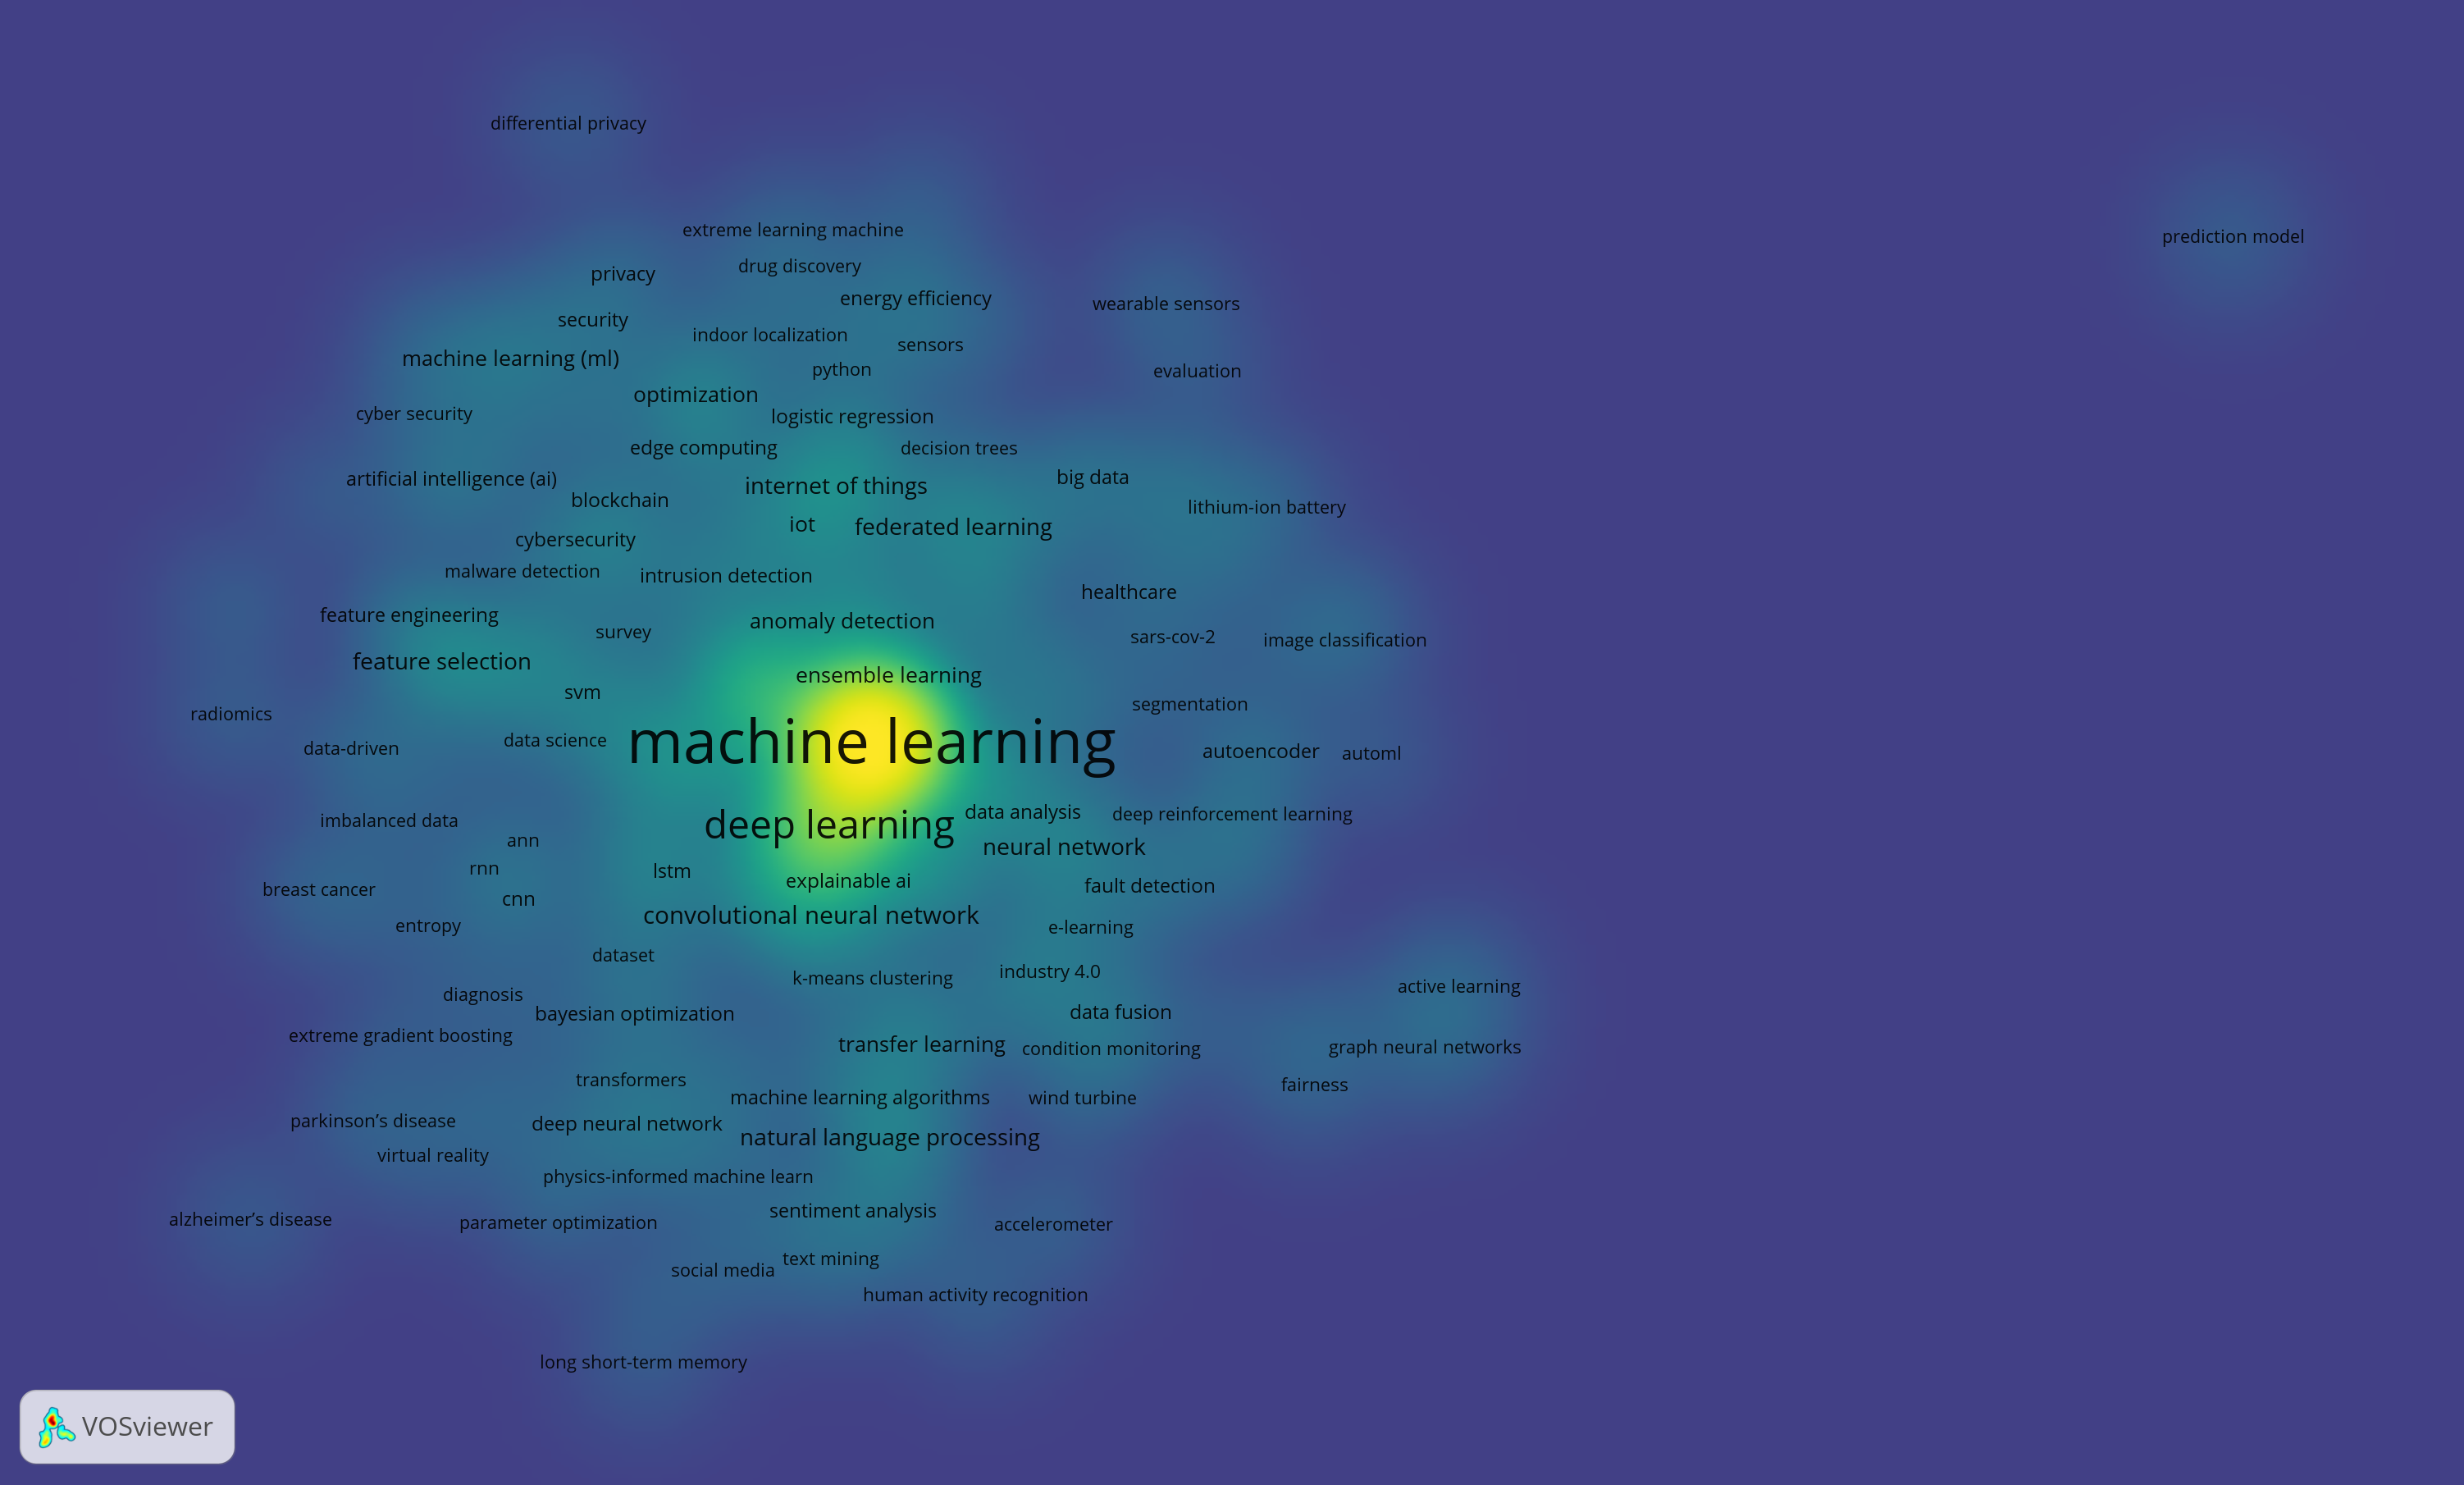 differential privacy
extreme learning machine
prediction model
drug discovery
privacy
energy efficiency
wearable sensors
security
indoor localization
sensors
machine learning (ml)
python
evaluation
optimization
cyber security
logistic regression
edge computing
decision trees
artificial intelligence (ai)
big data
internet of things
blockchain
lithium-ion battery
iot
federated learning
cybersecurity
malware detection
intrusion detection
healthcare
feature engineering
anomaly detection
survey
sars-cov-2
image classification
feature selection
ensemble learning
svm
segmentation
radiomics
data-driven
data science
machine learning
autoencoder
automl
imbalanced data
deep learning
data analysis
deep reinforcement learning
ann
neural network
rnn
lstm
explainable ai
fault detection
breast cancer
cnn
convolutional neural network
entropy
e-learning
dataset
k-means clustering
industry 4.0
active learning
diagnosis
bayesian optimization
data fusion
extreme gradient boosting
transfer learning
condition monitoring
graph neural networks
transformers
fairness
machine learning algorithms
wind turbine
parkinson’s disease
deep neural network
natural language processing
virtual reality
physics-informed machine learn
alzheimer’s disease
parameter optimization
sentiment analysis
accelerometer
social media
text mining
human activity recognition
long short-term memory
VOSviewer